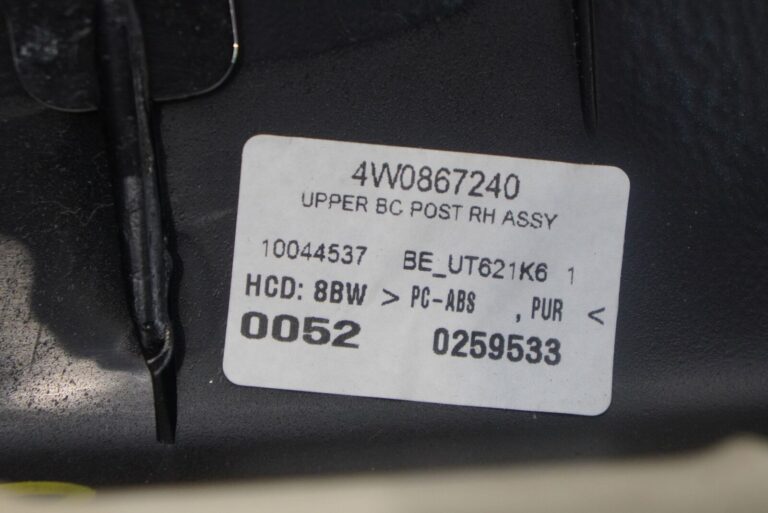 4W0867240
UPPER BC POST RH ASSY
10044537 BE_UT621K6 1
HCD: 8BW > PC-ABS , PUR <
0052 0259533